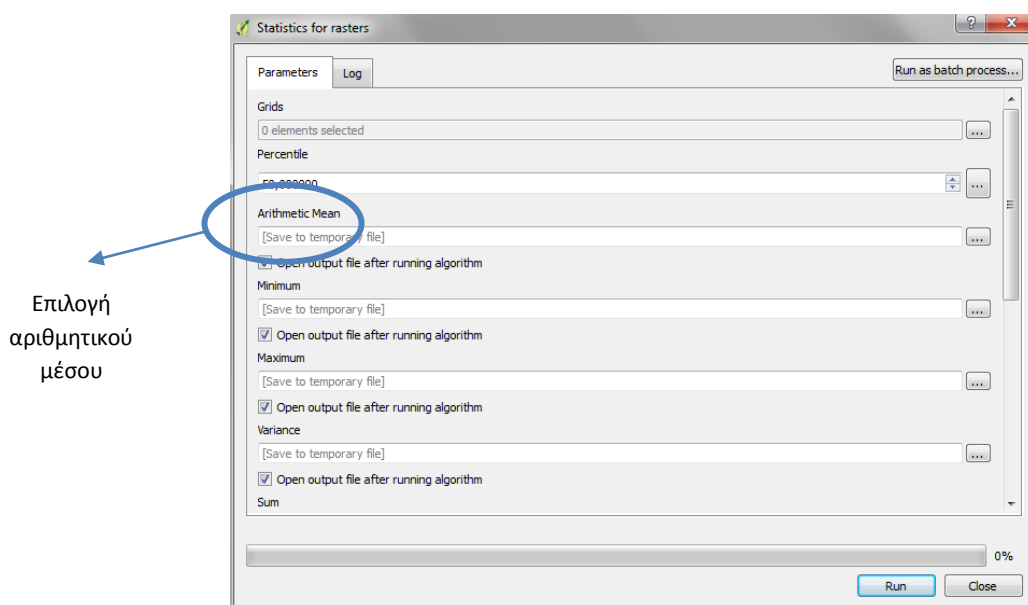 Statistics for rasters
Parameters
Log
Run as batch process...
Grids
0 elements selected
...
Percentile
50,000000
...
Arithmetic Mean
[Save to temporary file]
...
Open output file after running algorithm
Minimum
[Save to temporary file]
...
Open output file after running algorithm
Maximum
[Save to temporary file]
...
Open output file after running algorithm
Variance
[Save to temporary file]
...
Open output file after running algorithm
Sum
0%
Run
Close
Επιλογή
αριθμητικού
μέσου